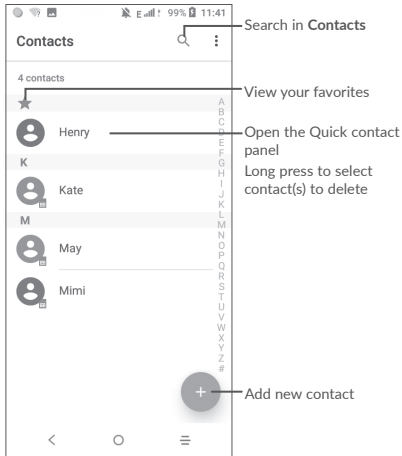 E 99% 11:41
Search in Contacts
Contacts
4 contacts
View your favorites
Henry
Open the Quick contact
panel
Long press to select
contact(s) to delete
K
Kate
M
May
Mimi
A
B
C
D
E
F
G
H
I
J
K
L
M
N
O
P
Q
R
S
T
U
V
W
X
Y
Z
#
Add new contact